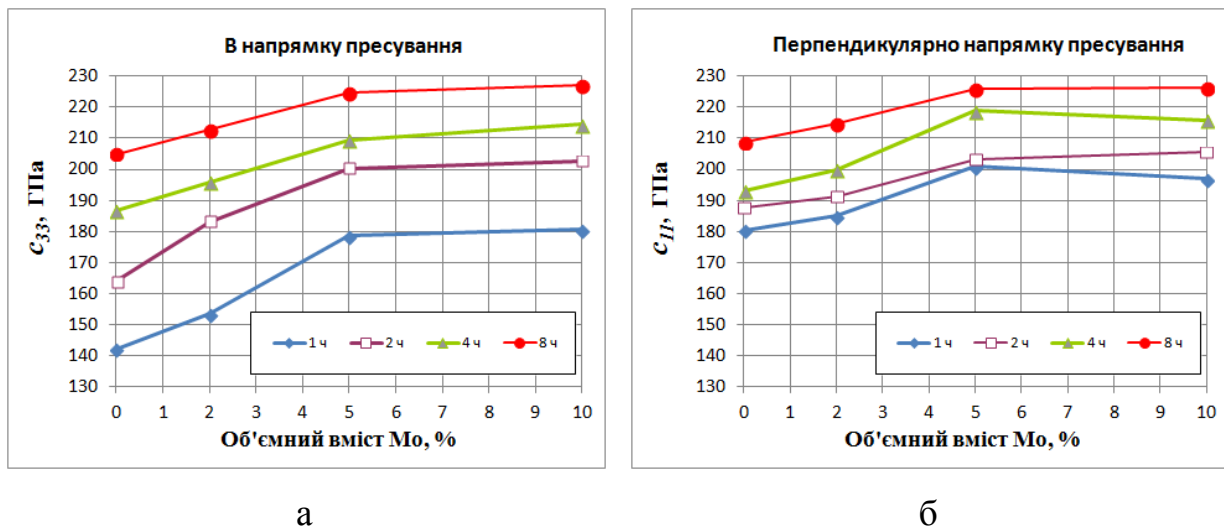 В напрямку пресування
230
220
210
200
190
180
170
160
150
140
130
c33, ГПа
1 ч 2 ч 4 ч 8 ч
0 1 2 3 4 5 6 7 8 9 10
Об'ємний вміст Мо, %
а
Перпендикулярно напрямку пресування
230
220
210
200
190
180
170
160
150
140
130
c11, ГПа
1 ч 2 ч 4 ч 8 ч
0 1 2 3 4 5 6 7 8 9 10
Об'ємний вміст Мо, %
б